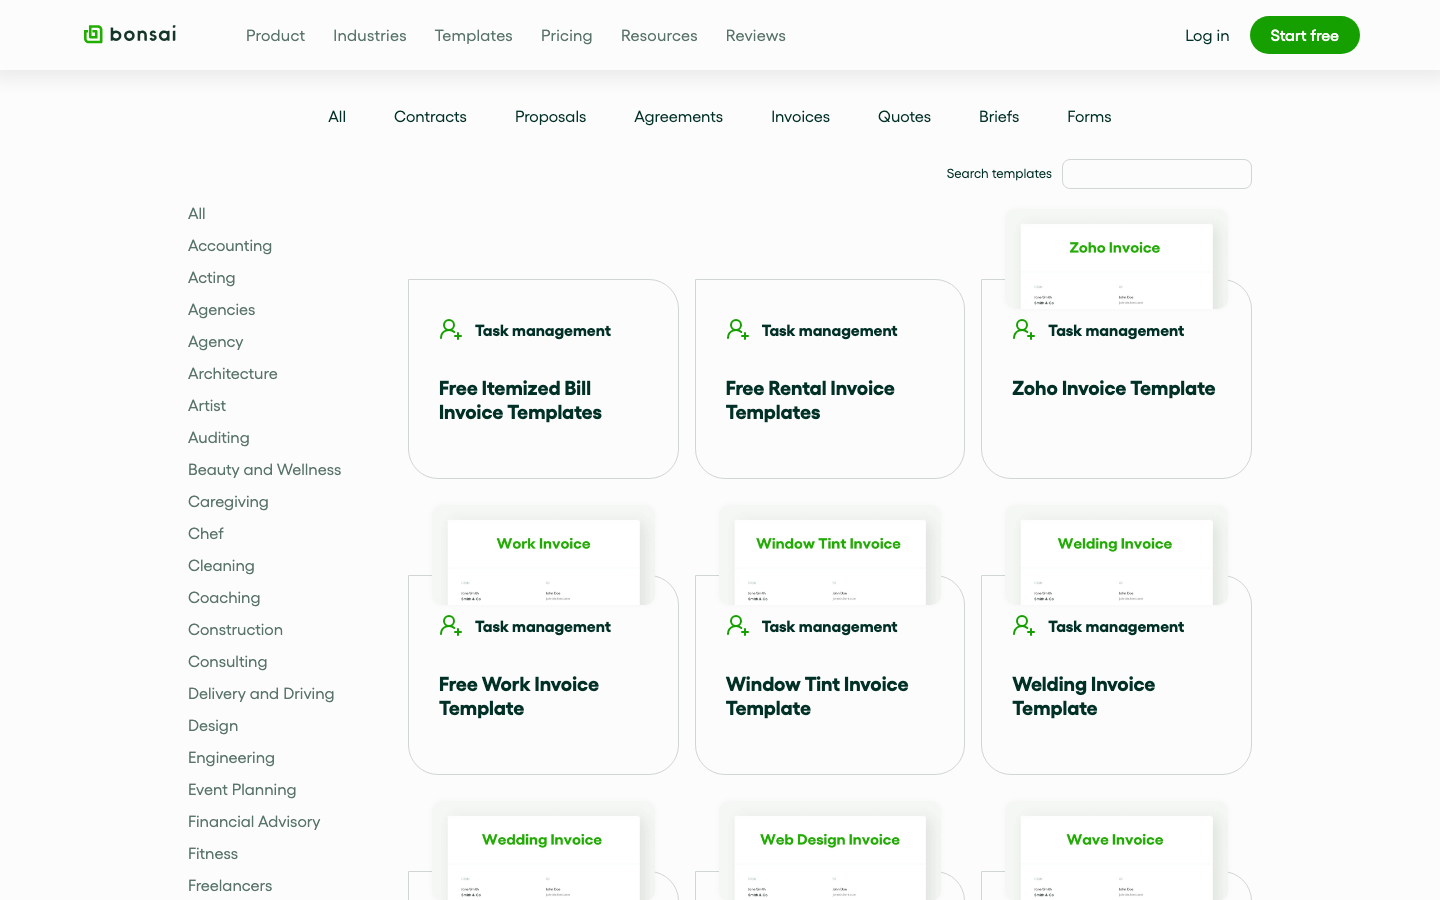 bonsai
Product Industries Templates Pricing Resources Reviews
Log in
Start free
All Contracts Proposals Agreements Invoices Quotes Briefs Forms
Search templates
All
Accounting
Acting
Agencies
Agency
Architecture
Artist
Auditing
Beauty and Wellness
Caregiving
Chef
Cleaning
Coaching
Construction
Consulting
Delivery and Driving
Design
Engineering
Event Planning
Financial Advisory
Fitness
Freelancers
Task management
Free Itemized Bill
Invoice Templates
Task management
Free Rental Invoice
Templates
Zoho Invoice
Task management
Zoho Invoice Template
Work Invoice
Task management
Free Work Invoice
Template
Window Tint Invoice
Task management
Window Tint Invoice
Template
Welding Invoice
Task management
Welding Invoice
Template
Wedding Invoice
Web Design Invoice
Wave Invoice